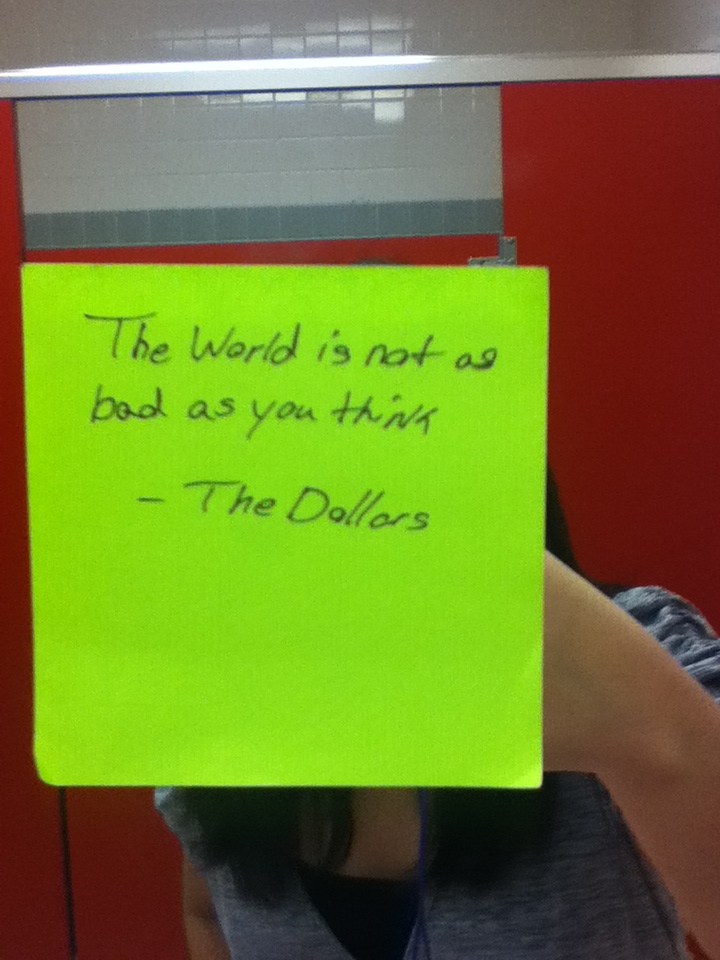 The World is not as
bad as you think
- The Dollars